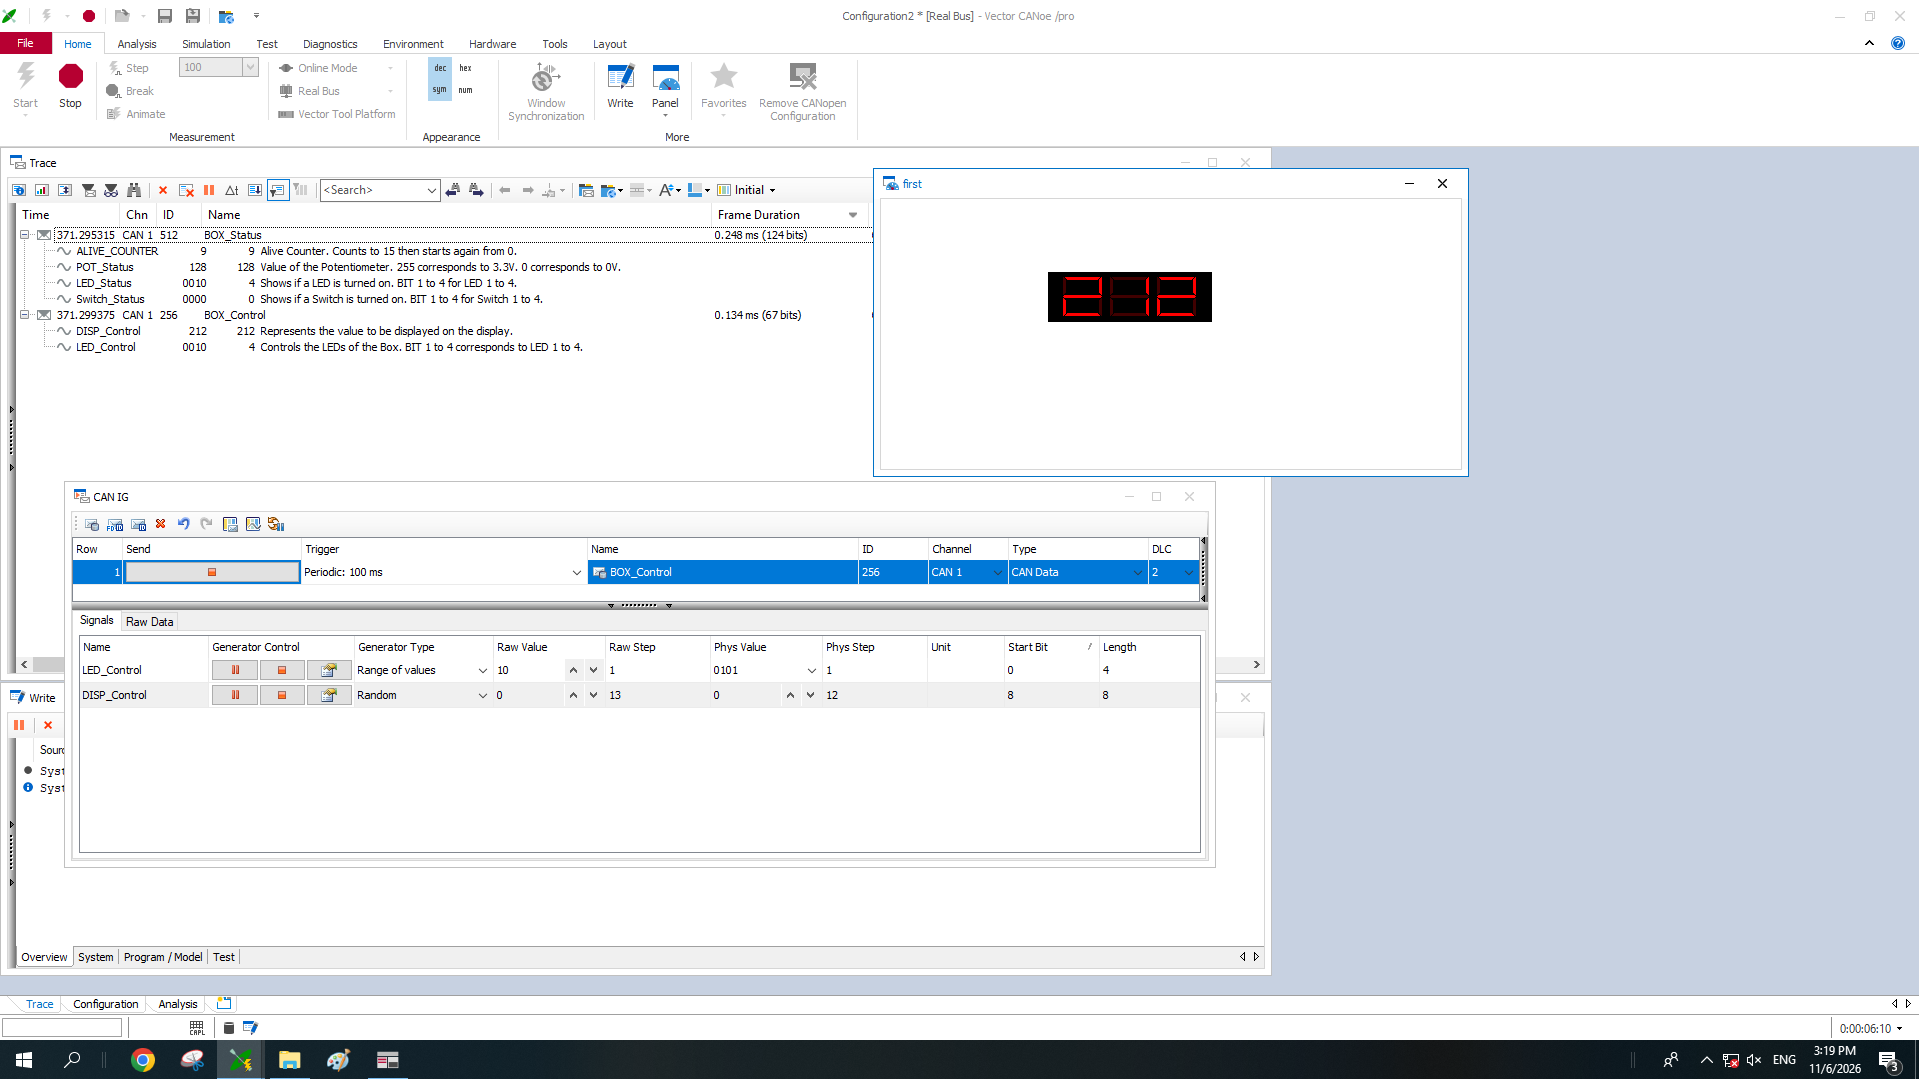 Configuration2 * [Real Bus] - Vector CANoe /pro
File Home Analysis Simulation Test Diagnostics Environment Hardware Tools Layout
Start
Stop
Step
Break
Animate
100
Online Mode
Real Bus
Vector Tool Platform
Measurement
dec hex
sym num
Appearance
Window Synchronization
Write
Panel
Favorites
Remove CANopen Configuration
More
Trace
Δt <Search> Initial
Time Chn ID Name Frame Duration
371.295315 CAN 1 512 BOX_Status 0.248 ms (124 bits)
ALIVE_COUNTER 9 9 Alive Counter. Counts to 15 then starts again from 0.
POT_Status 128 128 Value of the Potentiometer. 255 corresponds to 3.3V. 0 corresponds to 0V.
LED_Status 0010 4 Shows if a LED is turned on. BIT 1 to 4 for LED 1 to 4.
Switch_Status 0000 0 Shows if a Switch is turned on. BIT 1 to 4 for Switch 1 to 4.
371.299375 CAN 1 256 BOX_Control 0.134 ms (67 bits)
DISP_Control 212 212 Represents the value to be displayed on the display.
LED_Control 0010 4 Controls the LEDs of the Box. BIT 1 to 4 corresponds to LED 1 to 4.
first
212
CAN IG
Row Send Trigger Name ID Channel Type DLC
1 Periodic: 100 ms BOX_Control 256 CAN 1 CAN Data 2
Signals Raw Data
Name Generator Control Generator Type Raw Value Raw Step Phys Value Phys Step Unit Start Bit Length
LED_Control Range of values 10 1 0101 1 0 4
DISP_Control Random 0 13 0 12 8 8
Write
Sourc
Syst
Syst
Overview System Program / Model Test
Trace Configuration Analysis
CAPL
0:00:06:10
ENG
3:19 PM
11/6/2026
3